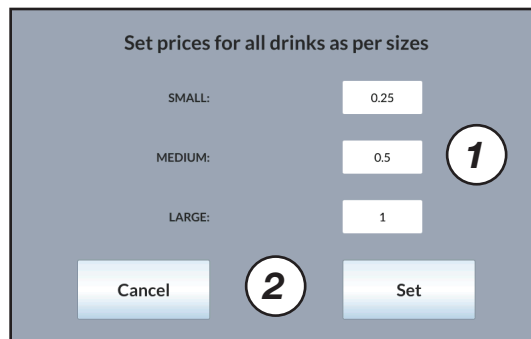 Set prices for all drinks as per sizes
SMALL: 0.25
MEDIUM: 0.5
1
LARGE: 1
Cancel
2
Set